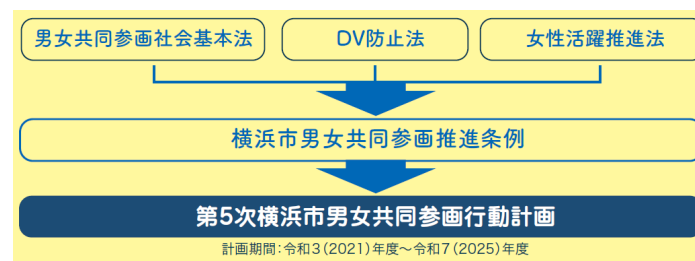 男女共同参画社会基本法
DV防止法
女性活躍推進法
横浜市男女共同参画推進条例
第5次横浜市男女共同参画行動計画
計画期間：令和3（2021）年度～令和7（2025）年度